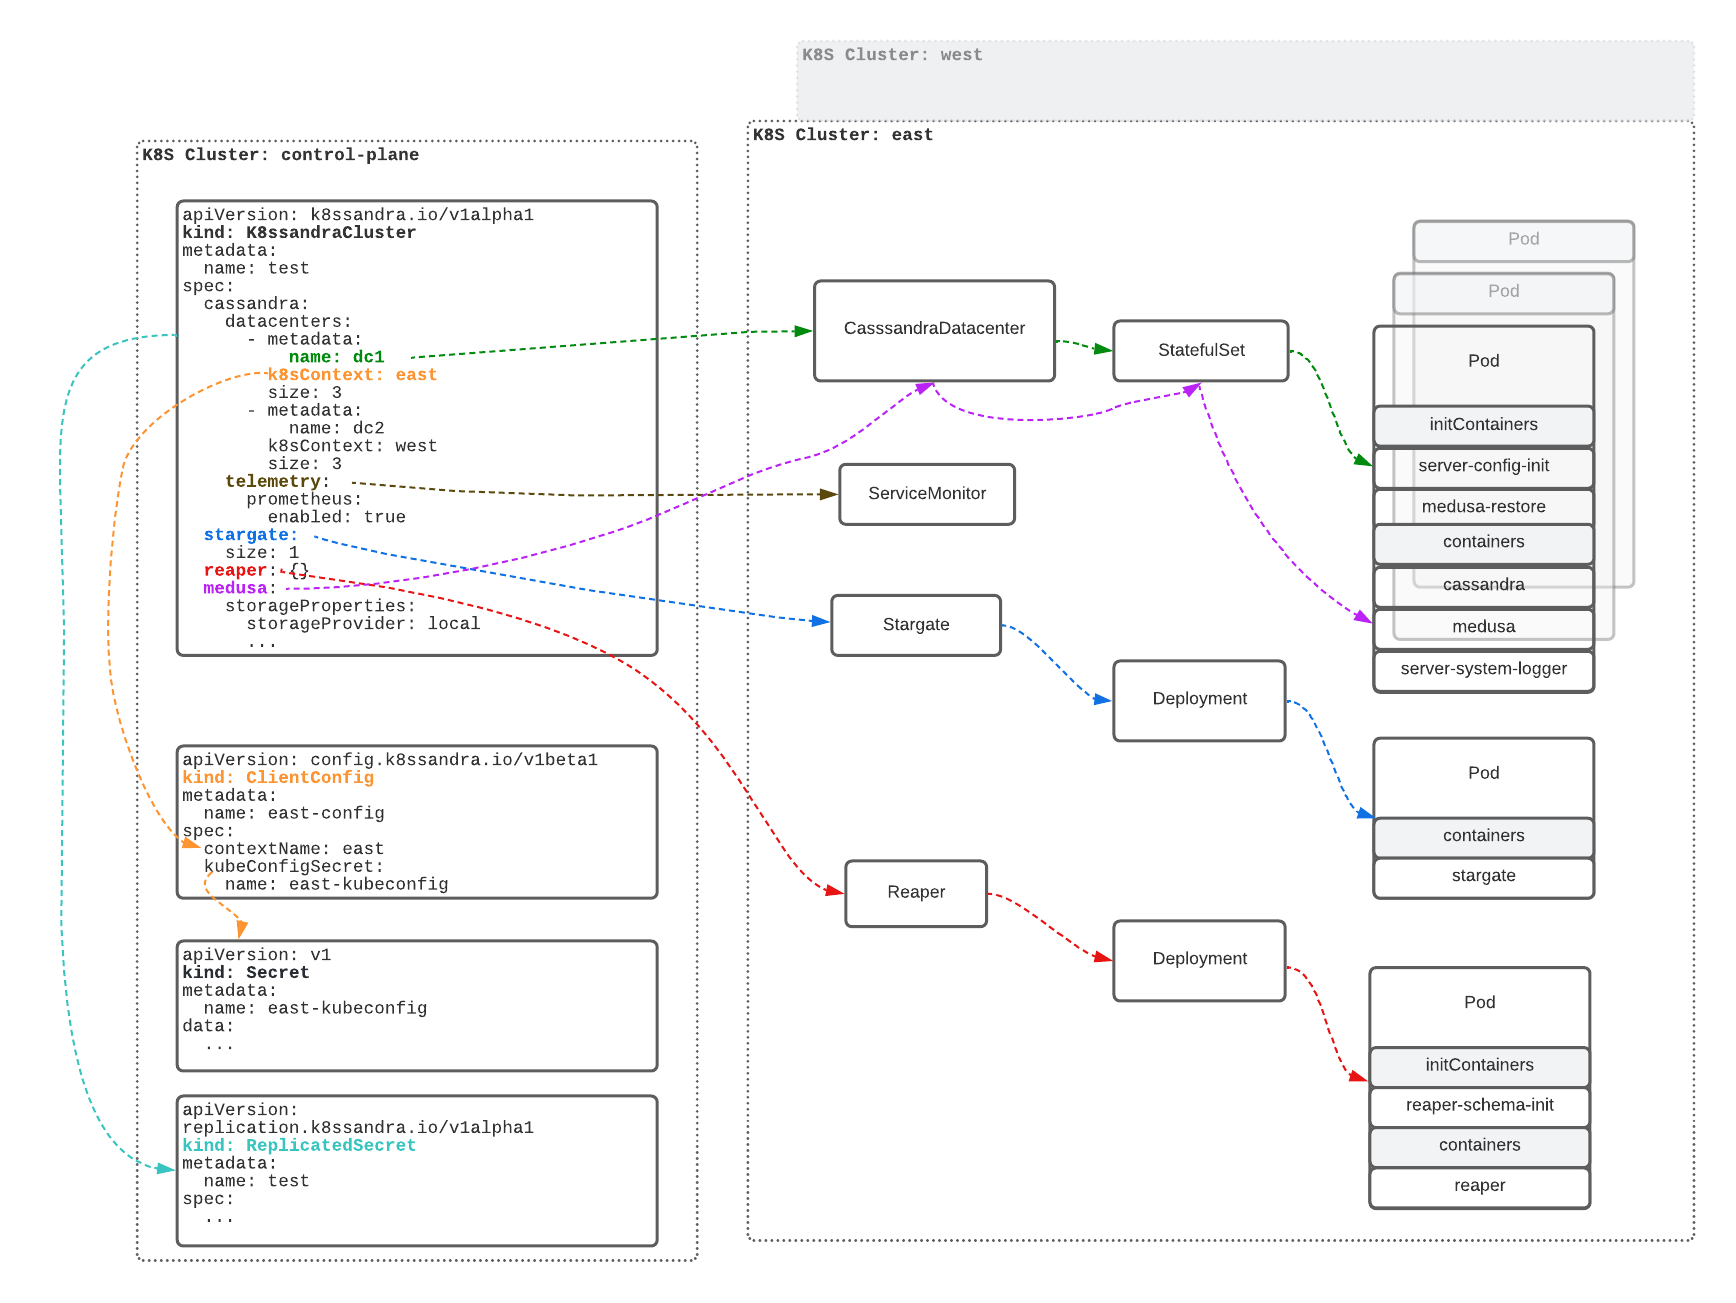 K8S Cluster: west
K8S Cluster: east
K8S Cluster: control-plane
apiVersion: k8ssandra.io/v1alpha1
kind: K8ssandraCluster
metadata:
  name: test
spec:
  cassandra:
    datacenters:
      - metadata:
          name: dc1
        k8sContext: east
        size: 3
      - metadata:
          name: dc2
        k8sContext: west
        size: 3
    telemetry:
      prometheus:
        enabled: true
  stargate:
    size: 1
  reaper: {}
  medusa:
    storageProperties:
      storageProvider: local
      ...
apiVersion: config.k8ssandra.io/v1beta1
kind: ClientConfig
metadata:
  name: east-config
spec:
  contextName: east
  kubeConfigSecret:
    name: east-kubeconfig
apiVersion: v1
kind: Secret
metadata:
  name: east-kubeconfig
data:
  ...
apiVersion:
replication.k8ssandra.io/v1alpha1
kind: ReplicatedSecret
metadata:
  name: test
spec:
  ...
CasssandraDatacenter
StatefulSet
Pod
Pod
Pod
initContainers
server-config-init
medusa-restore
containers
cassandra
medusa
server-system-logger
ServiceMonitor
Stargate
Deployment
Pod
containers
stargate
Reaper
Deployment
Pod
initContainers
reaper-schema-init
containers
reaper